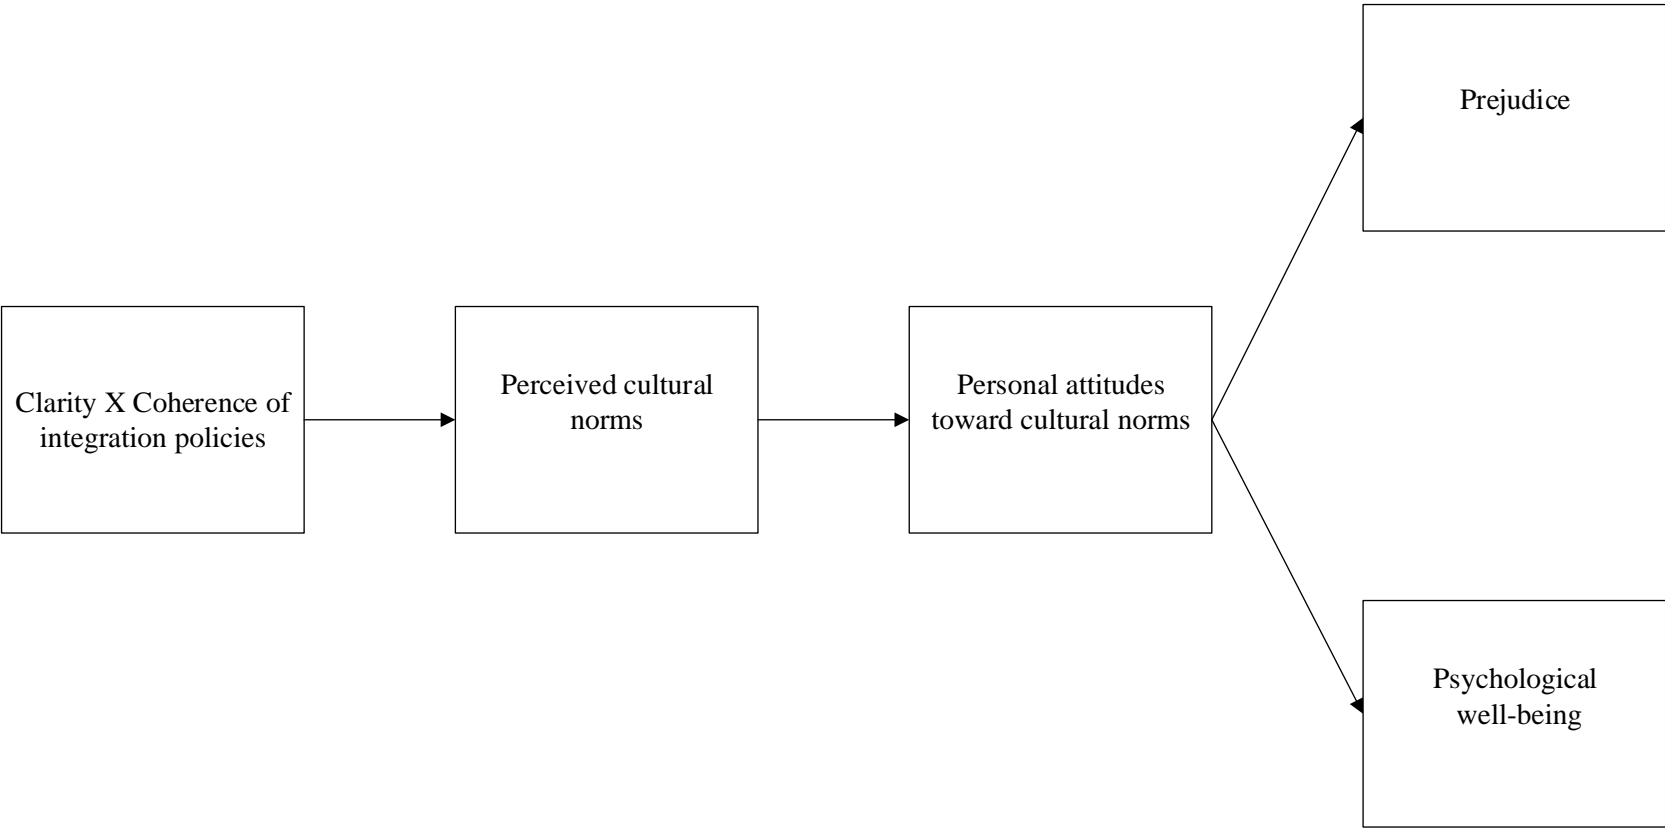 Prejudice
Clarity X Coherence of
integration policies
Perceived cultural
norms
Personal attitudes
toward cultural norms
Psychological
well-being